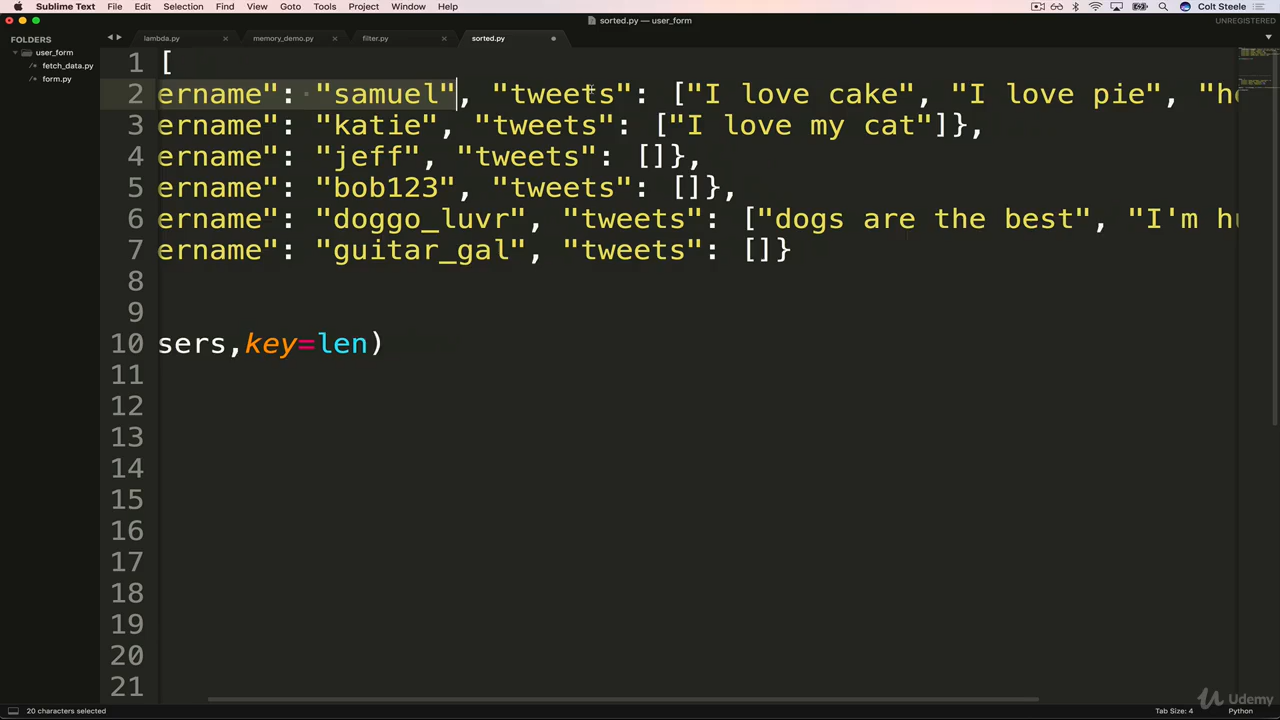 Sublime Text File Edit Selection Find View Goto Tools Project Window Help Colt Steele
sorted.py — user_form UNREGISTERED
FOLDERS
user_form
fetch_data.py
form.py
lambda.py memory_demo.py filter.py sorted.py
1 [
2 ername": "samuel", "tweets": ["I love cake", "I love pie", "he
3 ername": "katie", "tweets": ["I love my cat"]},
4 ername": "jeff", "tweets": []},
5 ername": "bob123", "tweets": []},
6 ername": "doggo_luvr", "tweets": ["dogs are the best", "I'm hu
7 ername": "guitar_gal", "tweets": []}
8
9
10 sers,key=len)
11
12
13
14
15
16
17
18
19
20
21
20 characters selected Tab Size: 4 Python
Udemy